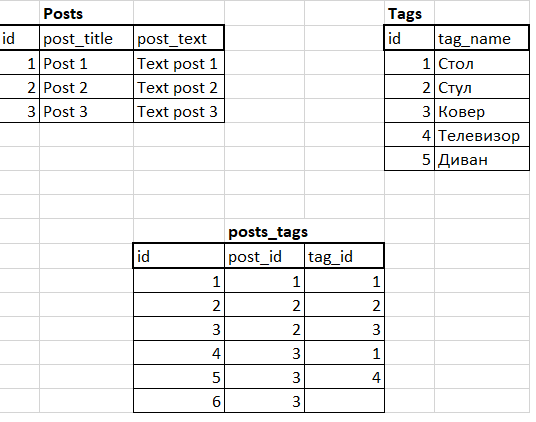 Posts Tags
id post_title post_text id tag_name
1 Post 1 Text post 1 1 Стол
2 Post 2 Text post 2 2 Стул
3 Post 3 Text post 3 3 Ковер
4 Телевизор
5 Диван
posts_tags
id post_id tag_id
1 1 1
2 2 2
3 2 3
4 3 1
5 3 4
6 3